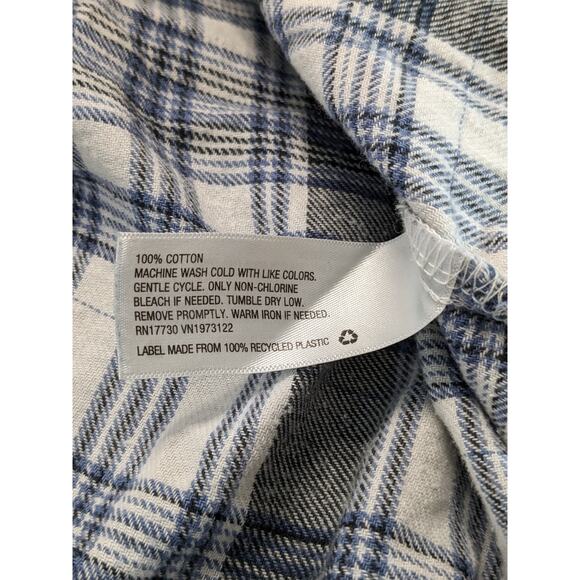 100% COTTON
MACHINE WASH COLD WITH LIKE COLORS.
GENTLE CYCLE. ONLY NON-CHLORINE
BLEACH IF NEEDED. TUMBLE DRY LOW.
REMOVE PROMPTLY. WARM IRON IF NEEDED.
RN17730 VN1973122
LABEL MADE FROM 100% RECYCLED PLASTIC